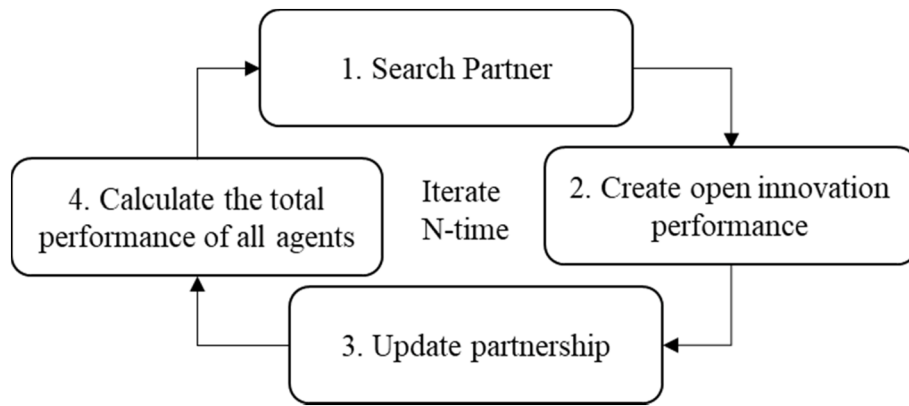 1. Search Partner
2. Create open innovation
performance
3. Update partnership
4. Calculate the total
performance of all agents
Iterate
N-time